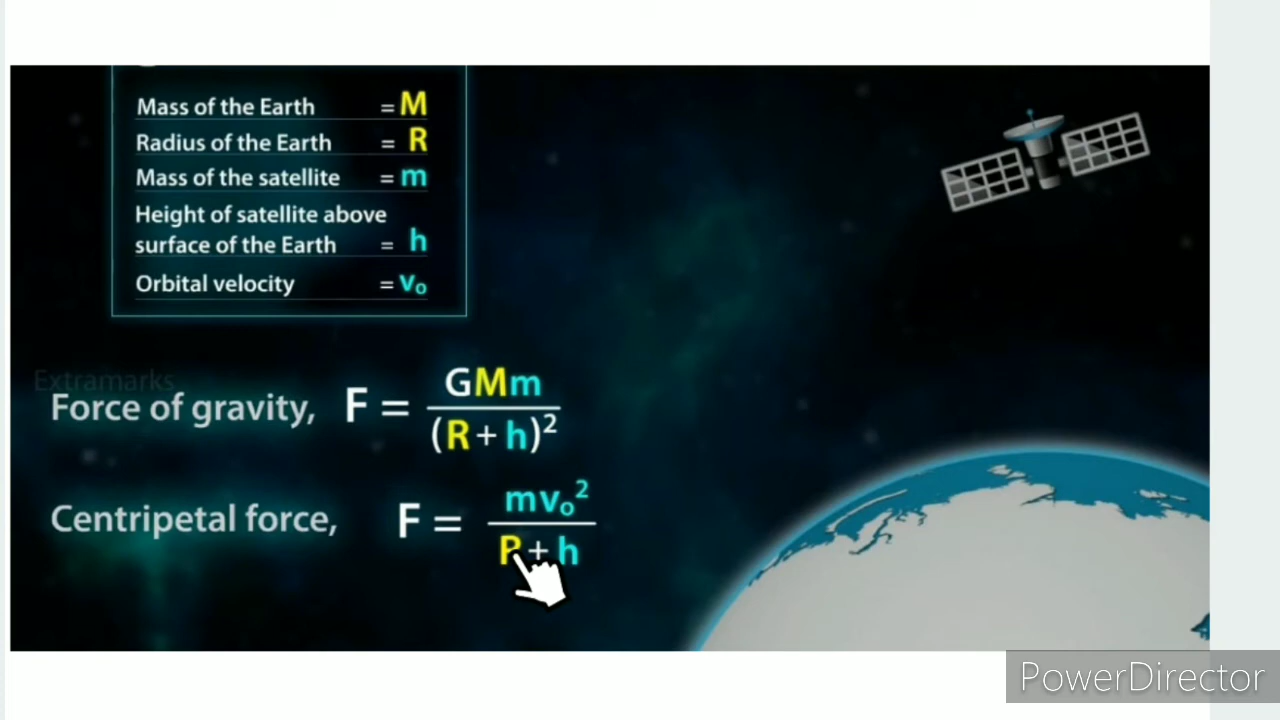 Mass of the Earth = M
Radius of the Earth = R
Mass of the satellite = m
Height of satellite above
surface of the Earth = h
Orbital velocity = vₒ
Extramarks
Force of gravity, F = GMm / (R + h)²
Centripetal force, F = mvₒ² / R + h
PowerDirector